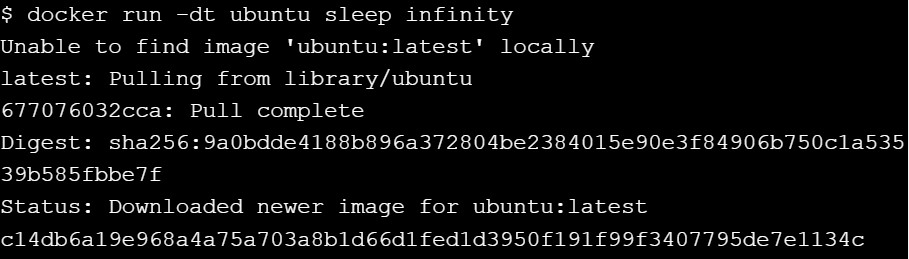 $ docker run -dt ubuntu sleep infinity
Unable to find image 'ubuntu:latest' locally
latest: Pulling from library/ubuntu
677076032cca: Pull complete
Digest: sha256:9a0bdde4188b896a372804be2384015e90e3f84906b750c1a535
39b585fbbe7f
Status: Downloaded newer image for ubuntu:latest
c14db6a19e968a4a75a703a8b1d66d1fed1d3950f191f99f3407795de7e1134c